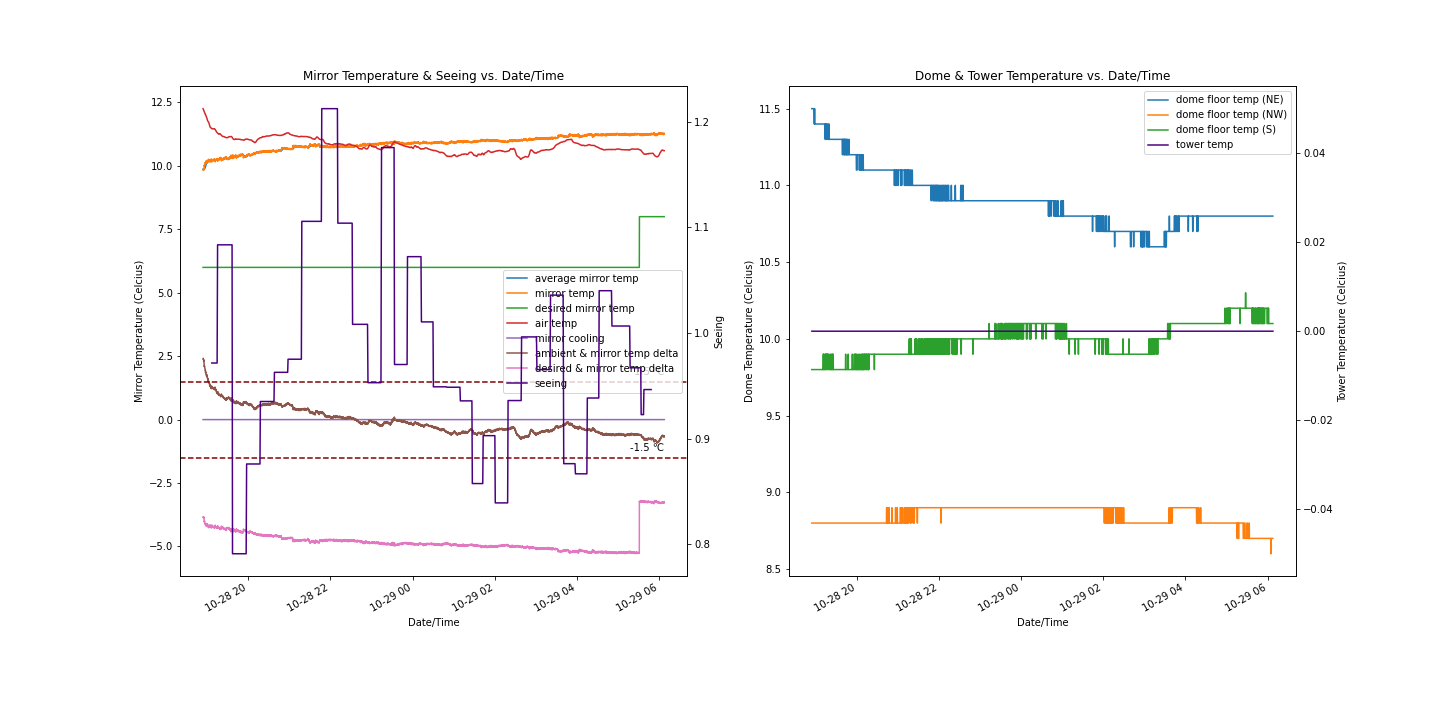 Mirror Temperature & Seeing vs. Date/Time
Mirror Temperature (Celcius)
12.5
10.0
7.5
5.0
2.5
0.0
−2.5
−5.0
1.2
1.1
1.0
0.9
0.8
Seeing
average mirror temp
mirror temp
desired mirror temp
air temp
mirror cooling
ambient & mirror temp delta
desired & mirror temp delta
seeing
-1.5 °C
10-28 20
10-28 22
10-29 00
10-29 02
10-29 04
10-29 06
Date/Time
Dome & Tower Temperature vs. Date/Time
Dome Temperature (Celcius)
11.5
11.0
10.5
10.0
9.5
9.0
8.5
dome floor temp (NE)
dome floor temp (NW)
dome floor temp (S)
tower temp
0.04
0.02
0.00
−0.02
−0.04
Tower Temperature (Celcius)
10-28 20
10-28 22
10-29 00
10-29 02
10-29 04
10-29 06
Date/Time